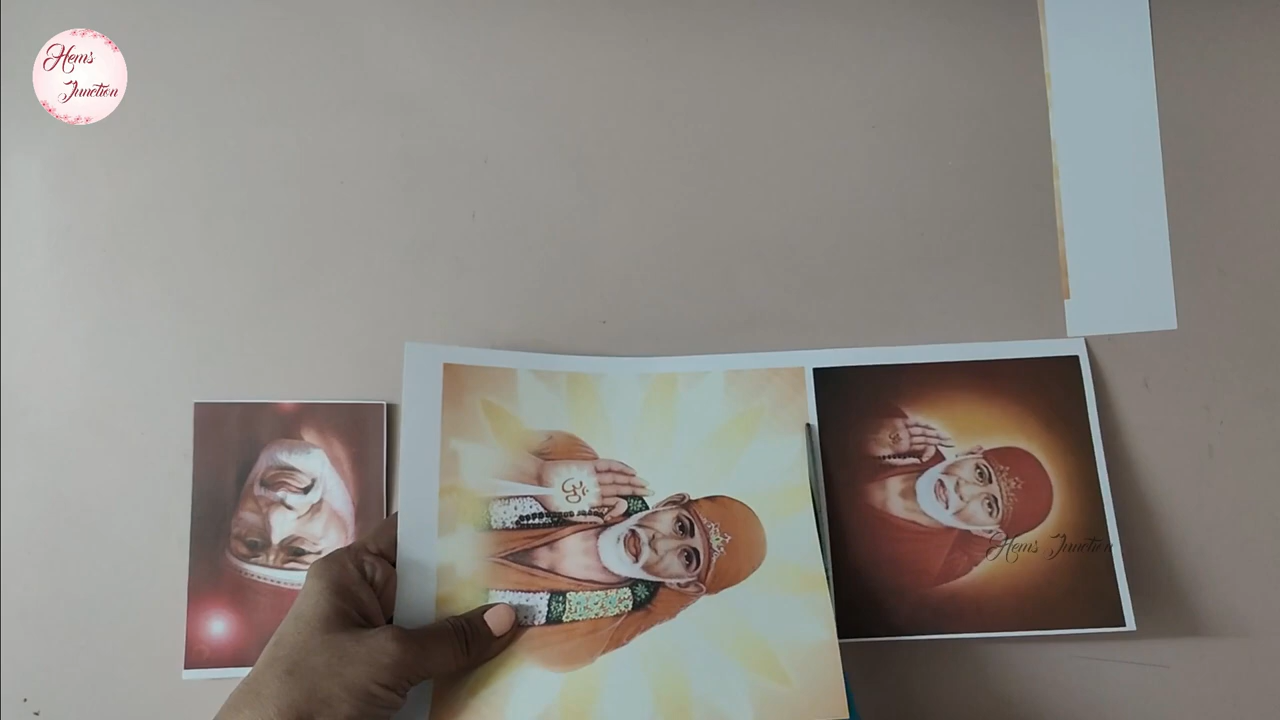 Hems
Junction
ॐ
Hems Junction
ॐ